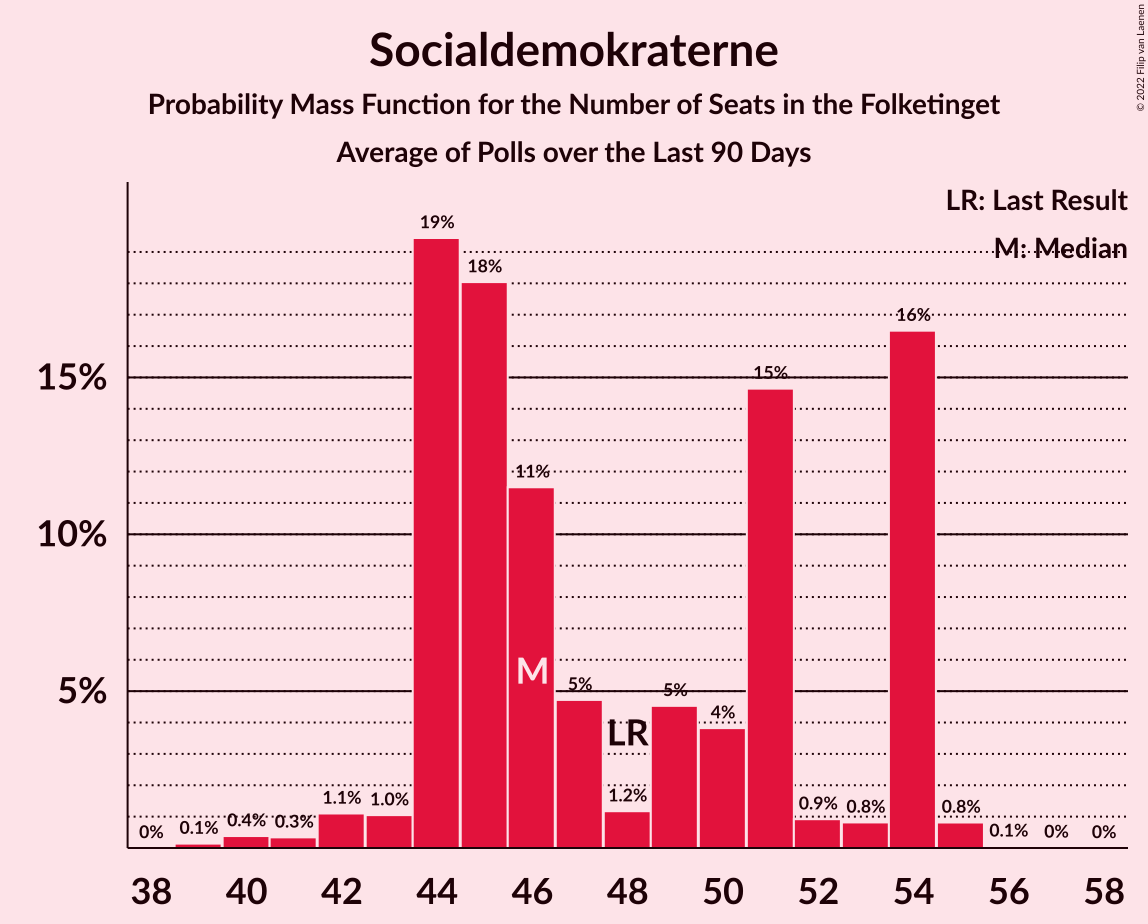 Socialdemokraterne
Probability Mass Function for the Number of Seats in the Folketinget
Average of Polls over the Last 90 Days
© 2022 Filip van Laenen
LR: Last Result
M: Median
15%
10%
5%
0%
0.1%
0.4%
0.3%
1.1%
1.0%
19%
18%
11%
5%
1.2%
5%
4%
15%
0.9%
0.8%
16%
0.8%
0.1%
0%
0%
M
LR
38 40 42 44 46 48 50 52 54 56 58